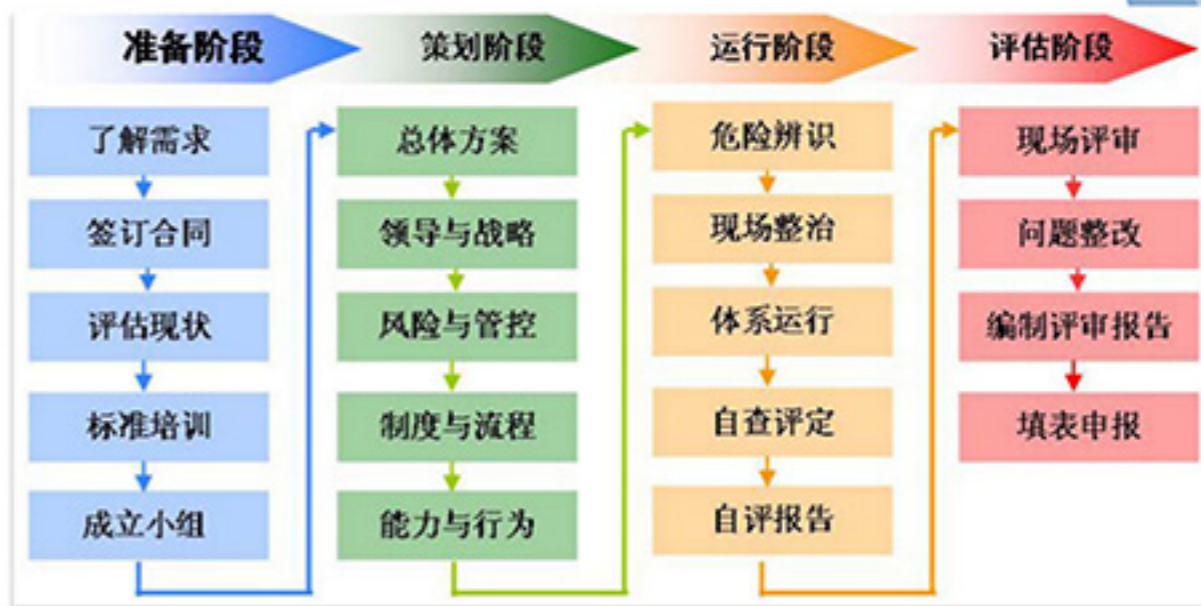 准备阶段
策划阶段
运行阶段
评估阶段
了解需求
签订合同
评估现状
标准培训
成立小组
总体方案
领导与战略
风险与管控
制度与流程
能力与行为
危险辨识
现场整治
体系运行
自查评定
自评报告
现场评审
问题整改
编制评审报告
填表申报